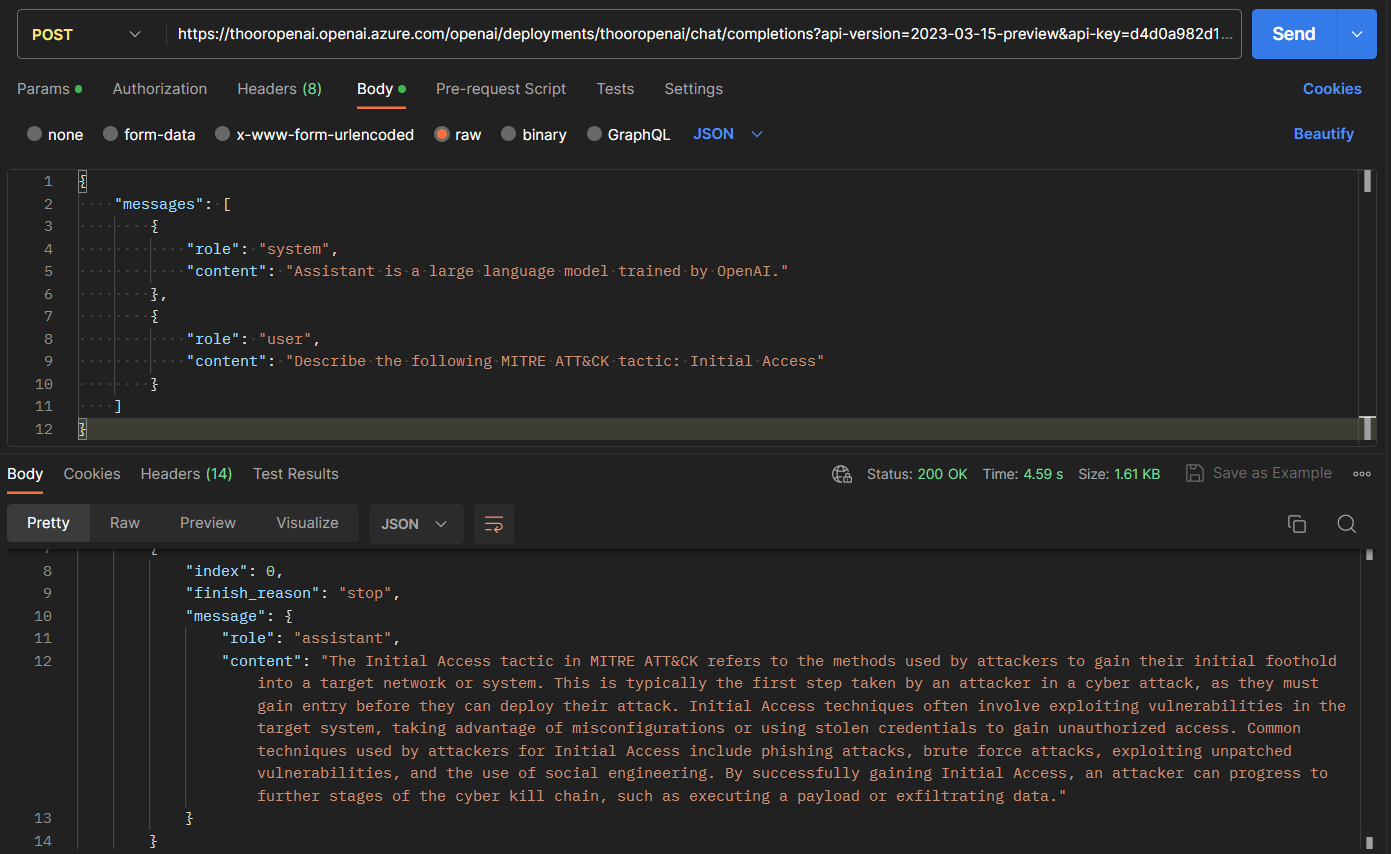 POST https://thooropenai.openai.azure.com/openai/deployments/thooropenai/chat/completions?api-version=2023-03-15-preview&api-key=d4d0a982d1... Send
Params Authorization Headers (8) Body Pre-request Script Tests Settings Cookies
none form-data x-www-form-urlencoded raw binary GraphQL JSON Beautify
1 {
2 "messages": [
3 {
4 "role": "system",
5 "content": "Assistant is a large language model trained by OpenAI."
6 },
7 {
8 "role": "user",
9 "content": "Describe the following MITRE ATT&CK tactic: Initial Access"
10 }
11 ]
12 }
Body Cookies Headers (14) Test Results Status: 200 OK Time: 4.59 s Size: 1.61 KB Save as Example
Pretty Raw Preview Visualize JSON
8 "index": 0,
9 "finish_reason": "stop",
10 "message": {
11 "role": "assistant",
12 "content": "The Initial Access tactic in MITRE ATT&CK refers to the methods used by attackers to gain their initial foothold
into a target network or system. This is typically the first step taken by an attacker in a cyber attack, as they must
gain entry before they can deploy their attack. Initial Access techniques often involve exploiting vulnerabilities in the
target system, taking advantage of misconfigurations or using stolen credentials to gain unauthorized access. Common
techniques used by attackers for Initial Access include phishing attacks, brute force attacks, exploiting unpatched
vulnerabilities, and the use of social engineering. By successfully gaining Initial Access, an attacker can progress to
further stages of the cyber kill chain, such as executing a payload or exfiltrating data."
13 }
14 }